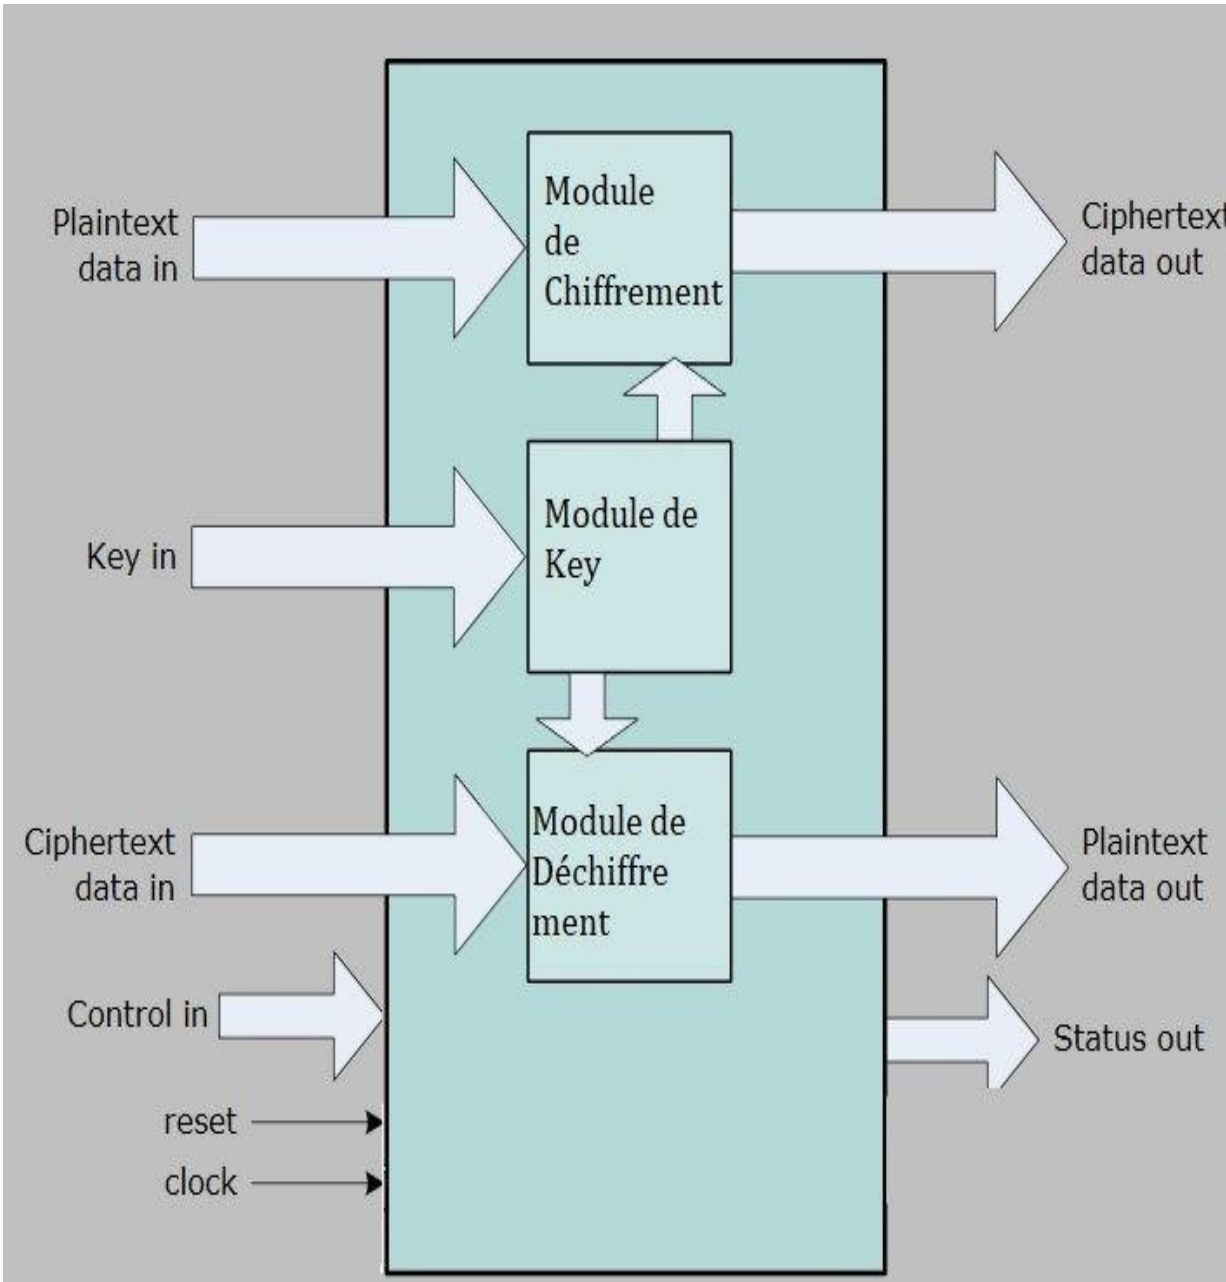 Plaintext
data in
Module
de
Chiffrement
Ciphertext
data out
Key in
Module de
Key
Ciphertext
data in
Module de
Déchiffre
ment
Plaintext
data out
Control in
Status out
reset
clock